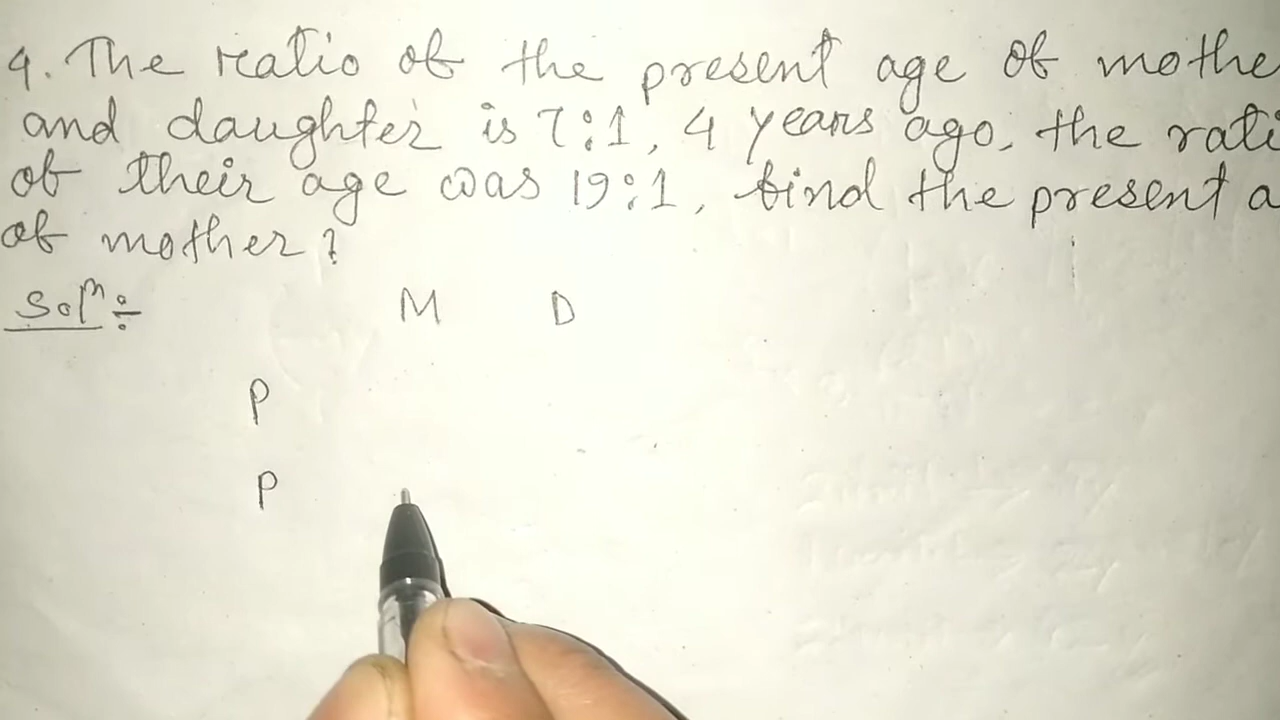 4. The ratio of the present age of mothe
and daughter is 7:1, 4 years ago, the rati
of their age was 19:1, find the present a
of mother?
Solⁿ ÷
M D
P
P